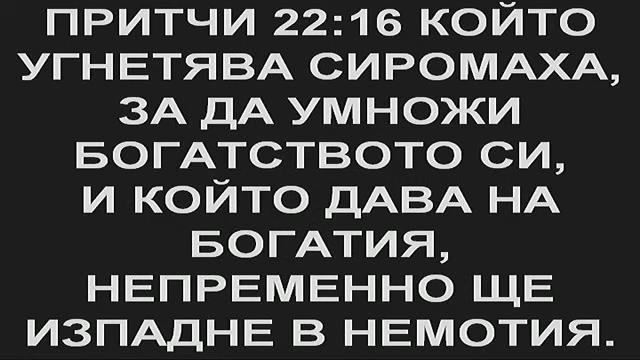 ПРИТЧИ 22:16 КОЙТО
УГНЕТЯВА СИРОМАХА,
ЗА ДА УМНОЖИ
БОГАТСТВОТО СИ,
И КОЙТО ДАВА НА
БОГАТИЯ,
НЕПРЕМЕННО ЩЕ
ИЗПАДНЕ В НЕМОТИЯ.